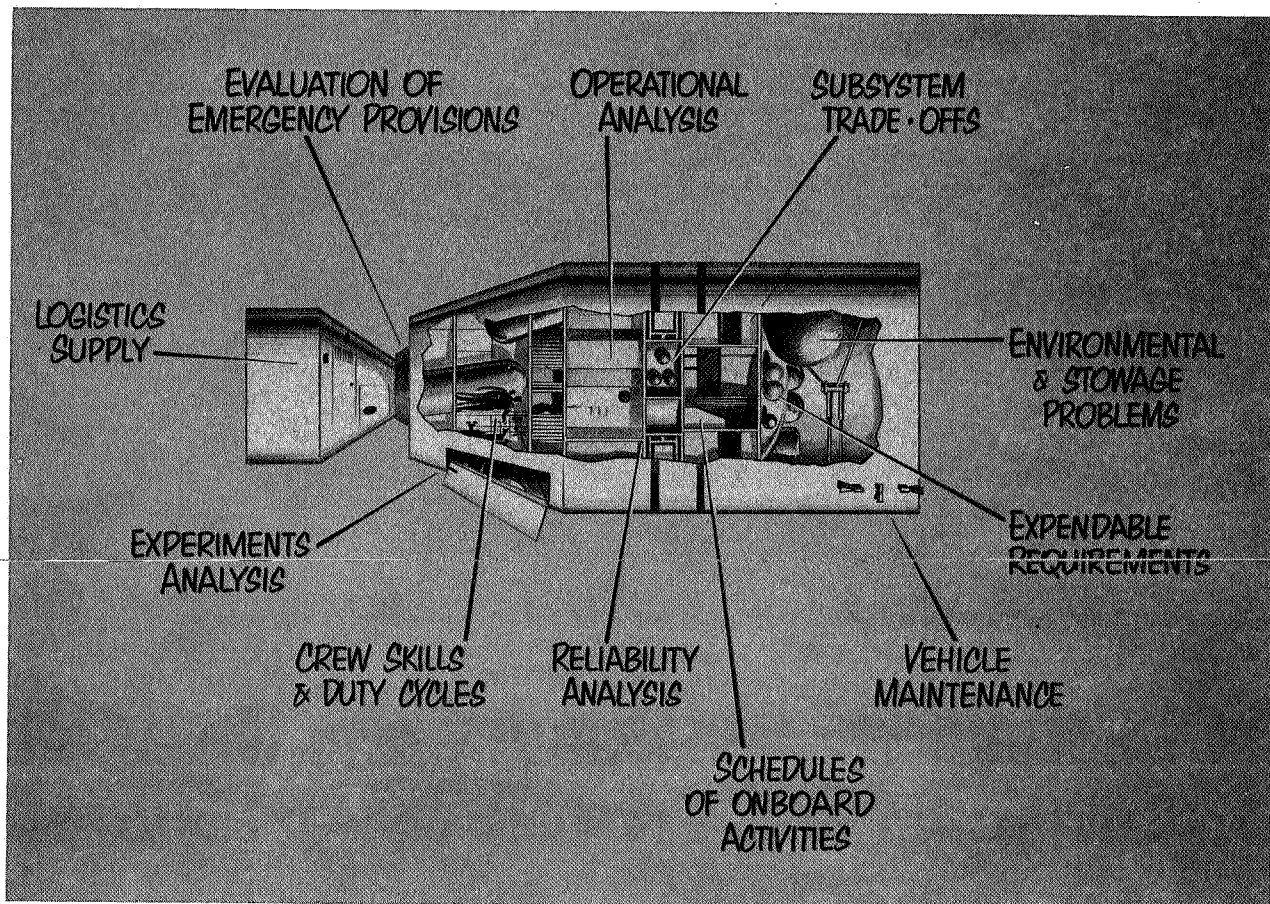 EVALUATION OF
EMERGENCY PROVISIONS
OPERATIONAL
ANALYSIS
SUBSYSTEM
TRADE·OFFS
LOGISTICS
SUPPLY
ENVIRONMENTAL
& STOWAGE
PROBLEMS
EXPERIMENTS
ANALYSIS
EXPENDABLE
REQUIREMENTS
CREW SKILLS
& DUTY CYCLES
RELIABILITY
ANALYSIS
VEHICLE
MAINTENANCE
SCHEDULES
OF ONBOARD
ACTIVITIES